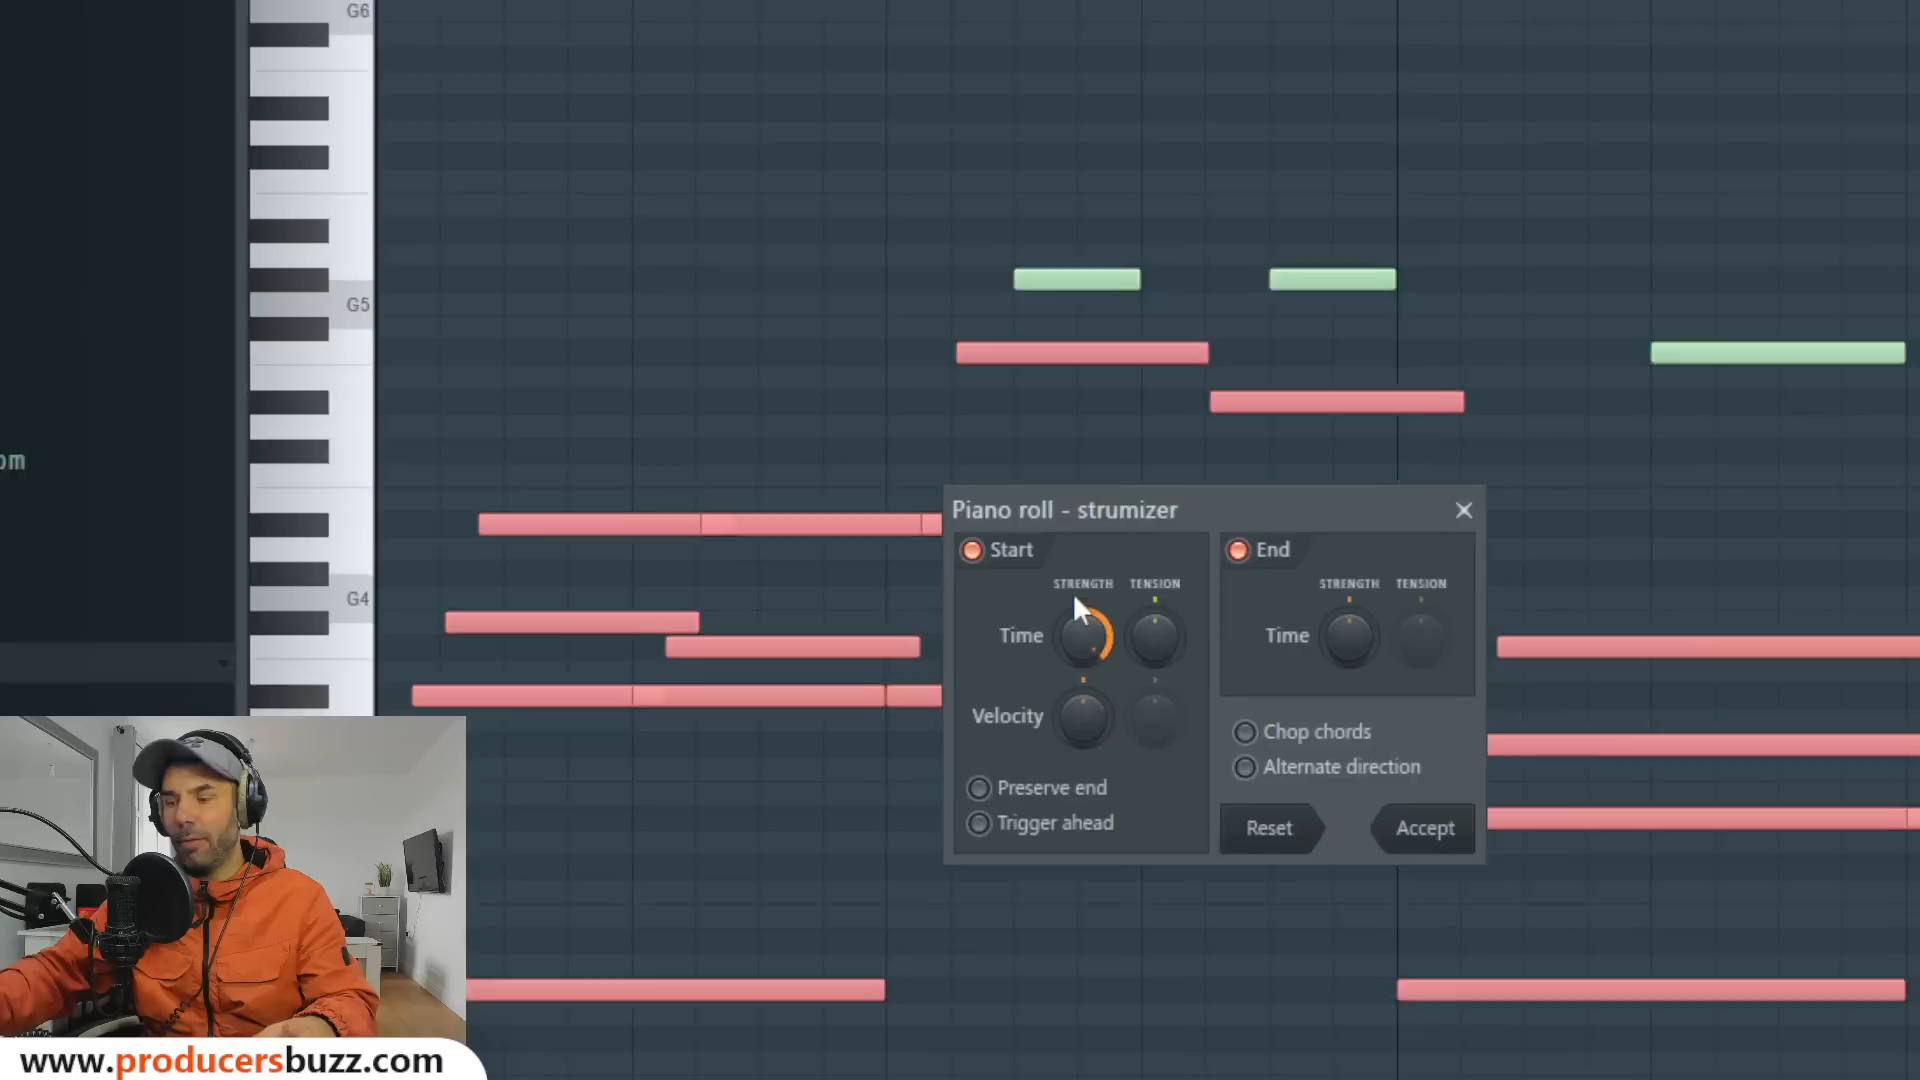 G6
G5
om
G4
Piano roll - strumizer
Start
End
STRENGTH TENSION
STRENGTH TENSION
Time
Time
Velocity
Chop chords
Alternate direction
Preserve end
Trigger ahead
Reset
Accept
www.producersbuzz.com